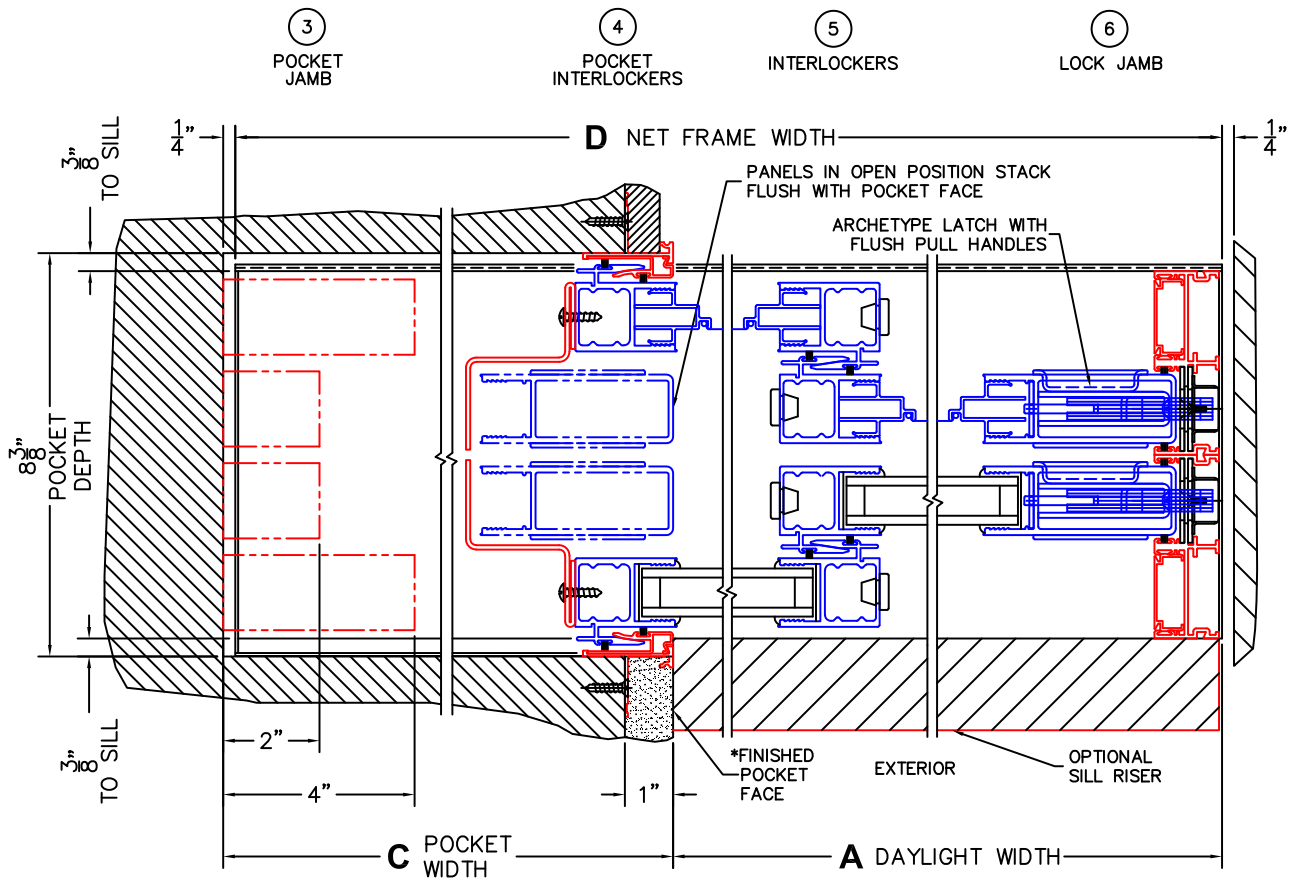 3
POCKET
JAMB
4
POCKET
INTERLOCKERS
5
INTERLOCKERS
6
LOCK JAMB
1/4"
D NET FRAME WIDTH
1/4"
3/8"
TO SILL
PANELS IN OPEN POSITION STACK
FLUSH WITH POCKET FACE
ARCHETYPE LATCH WITH
FLUSH PULL HANDLES
8 3/8"
POCKET
DEPTH
3/8"
TO SILL
2"
4"
1"
*FINISHED
POCKET
FACE
EXTERIOR
OPTIONAL
SILL RISER
C POCKET
WIDTH
A DAYLIGHT WIDTH